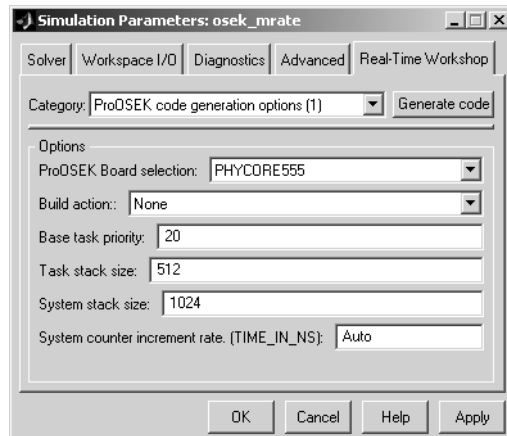 Simulation Parameters: osek_mrate
Solver Workspace I/O Diagnostics Advanced Real-Time Workshop
Category: ProOSEK code generation options (1) Generate code
Options
ProOSEK Board selection: PHYCORE555
Build action:: None
Base task priority: 20
Task stack size: 512
System stack size: 1024
System counter increment rate. (TIME_IN_NS): Auto
OK Cancel Help Apply